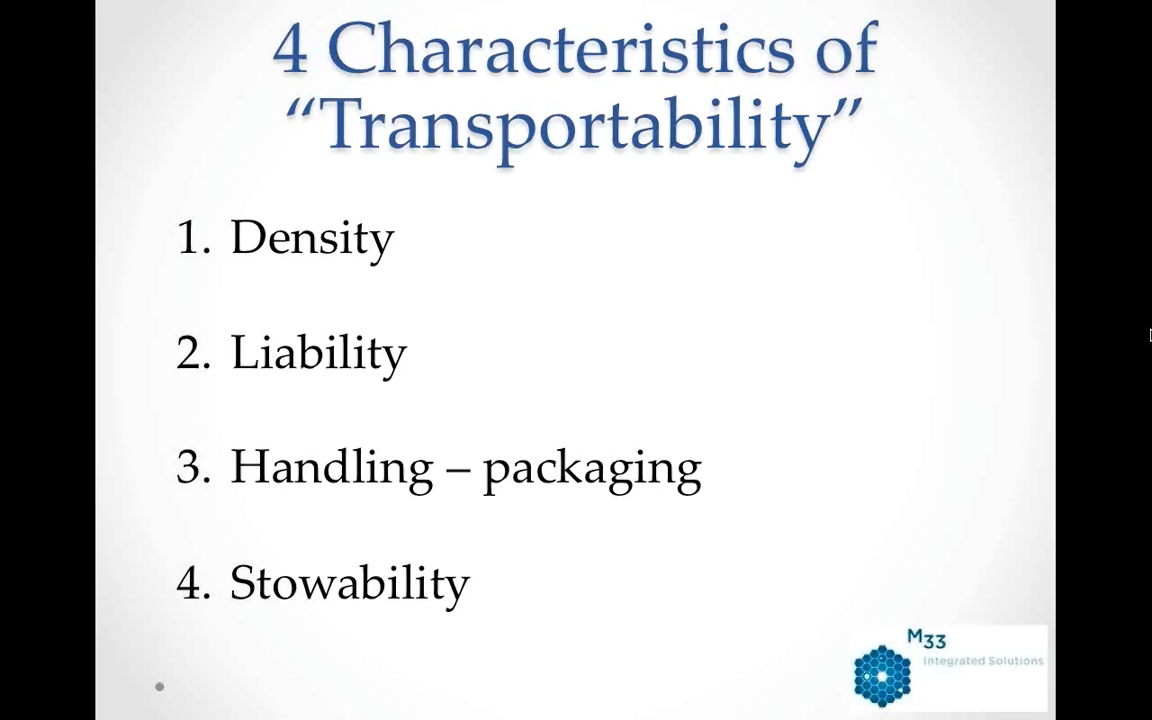 4 Characteristics of
“Transportability”
1. Density
2. Liability
3. Handling – packaging
4. Stowability
M33
Integrated Solutions